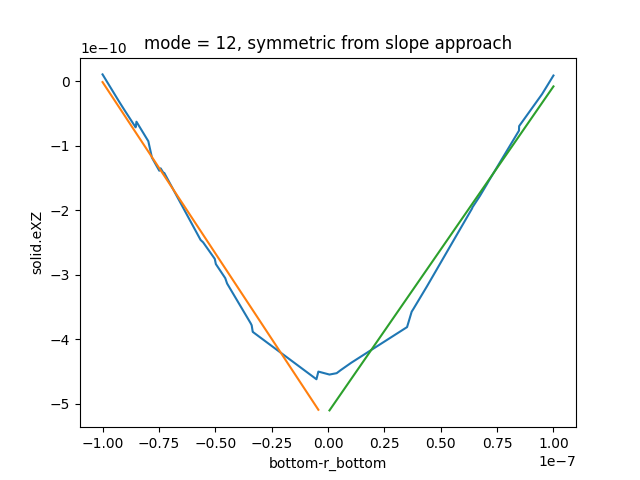 mode = 12, symmetric from slope approach
1e−10
0
−1
−2
−3
−4
−5
solid.eXZ
−1.00 −0.75 −0.50 −0.25 0.00 0.25 0.50 0.75 1.00
bottom-r_bottom
1e−7